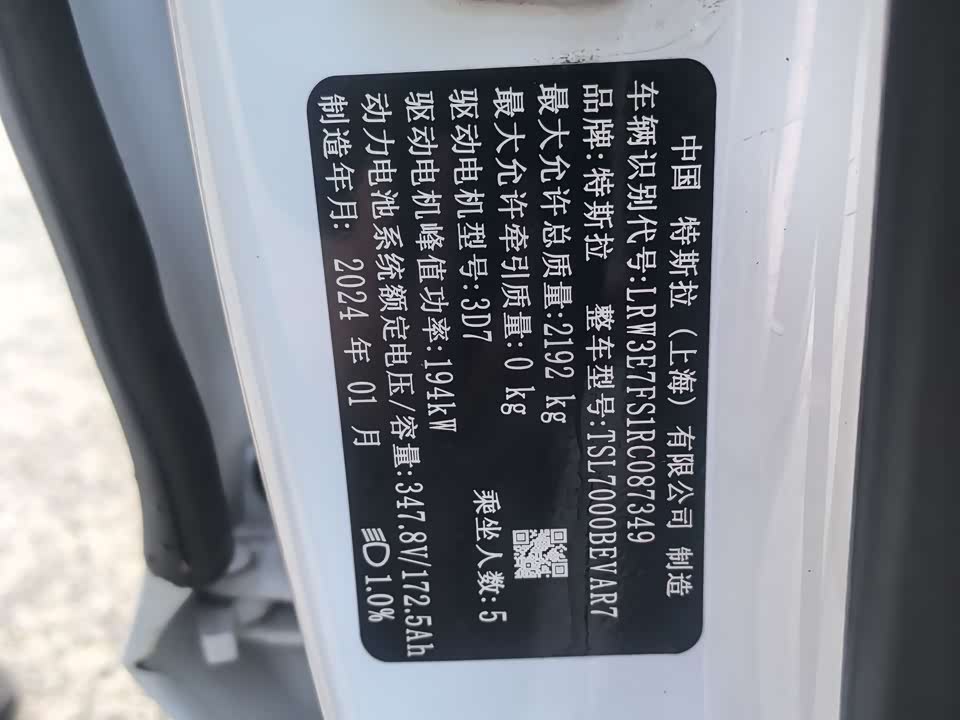 中国 特斯拉(上海)有限公司 制造
车辆识别代号:LRW3E7FS1RC087349
品牌:特斯拉 整车型号:TSL7000BEVAR7
最大允许总质量:2192 kg
最大允许牵引质量:0 kg
驱动电机型号:3D7 乘坐人数:5
驱动电机峰值功率:194kW
动力电池系统额定电压/容量:347.8V/172.5Ah
制造年月: 2024 年 01 月 1.0%